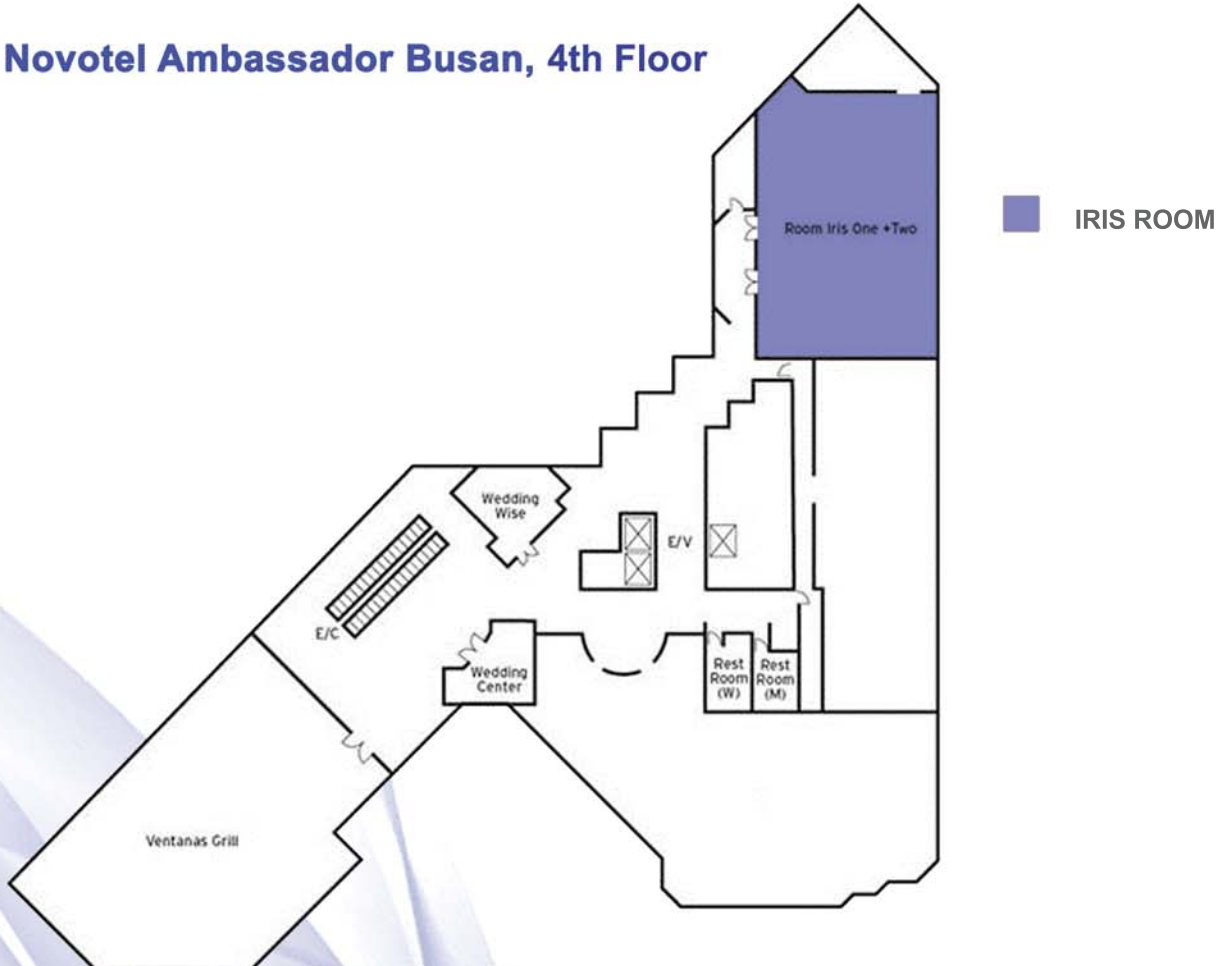 Novotel Ambassador Busan, 4th Floor
Room Iris One +Two
IRIS ROOM
Wedding
Wise
E/V
E/C
Wedding
Center
Rest
Room
(W)
Rest
Room
(M)
Ventanas Grill